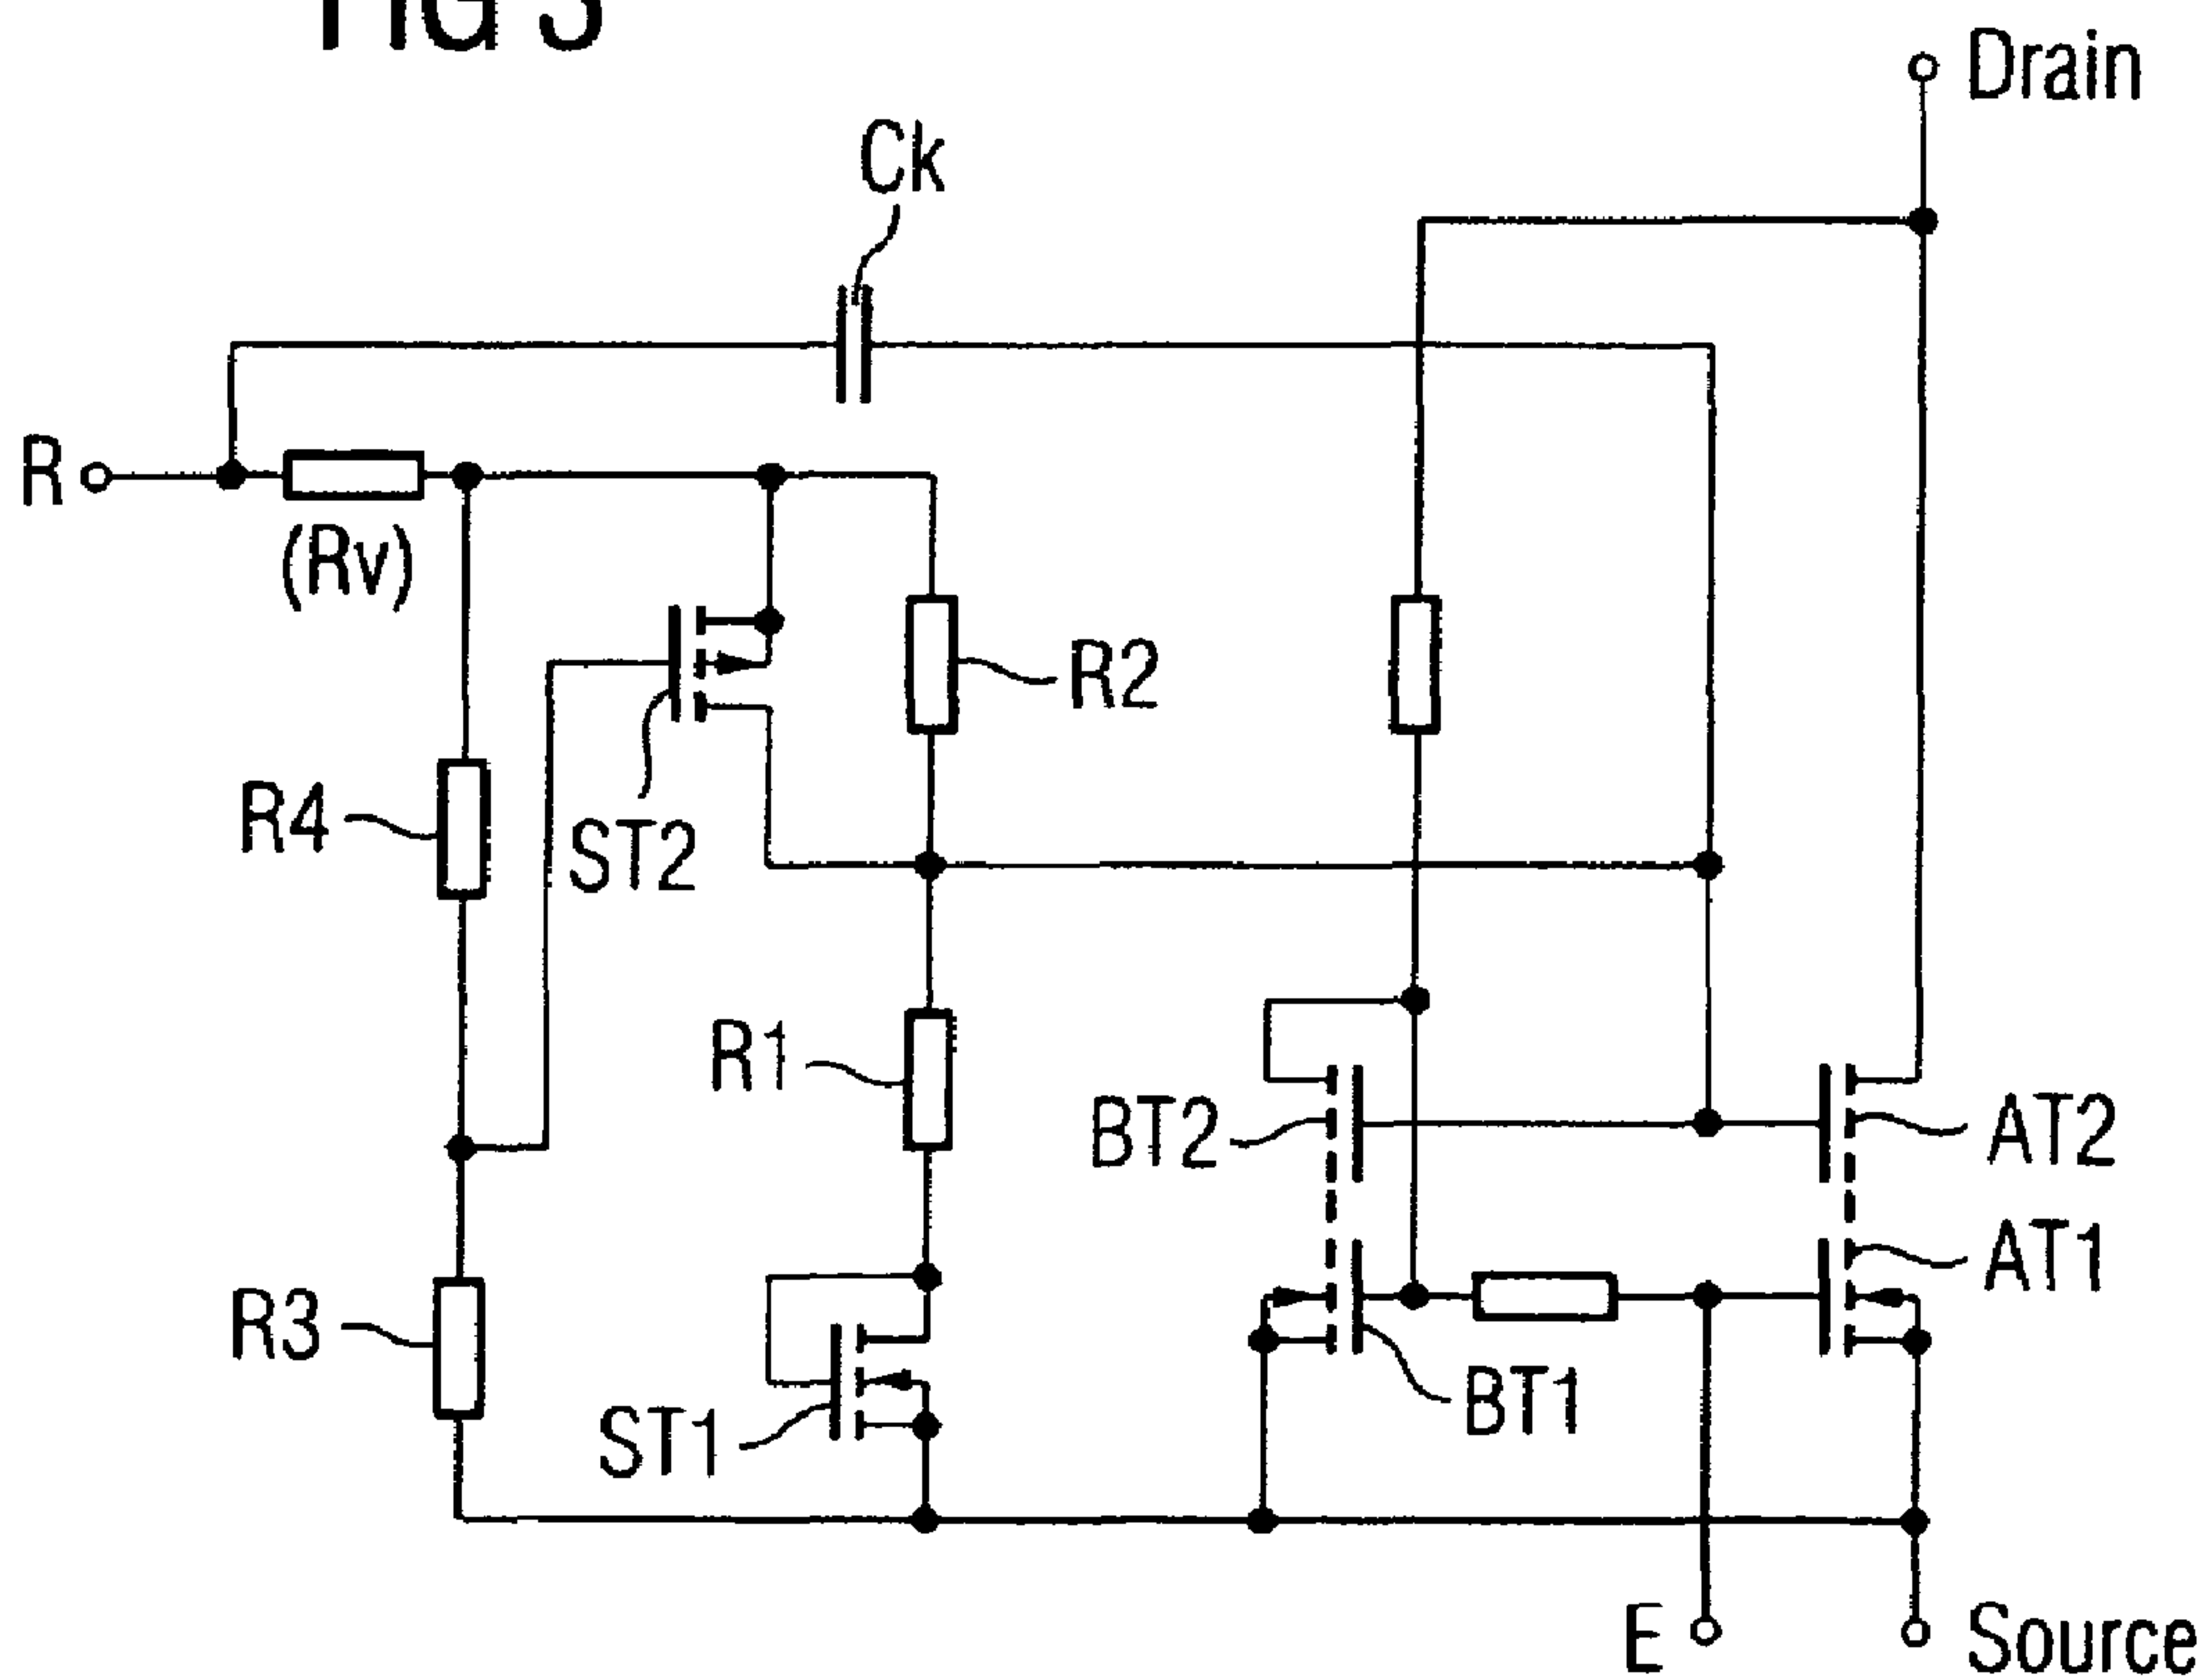 FIG 3
Drain
Ck
R
(Rv)
R2
R4
ST2
R1
BT2
AT2
AT1
R3
BT1
ST1
E
Source